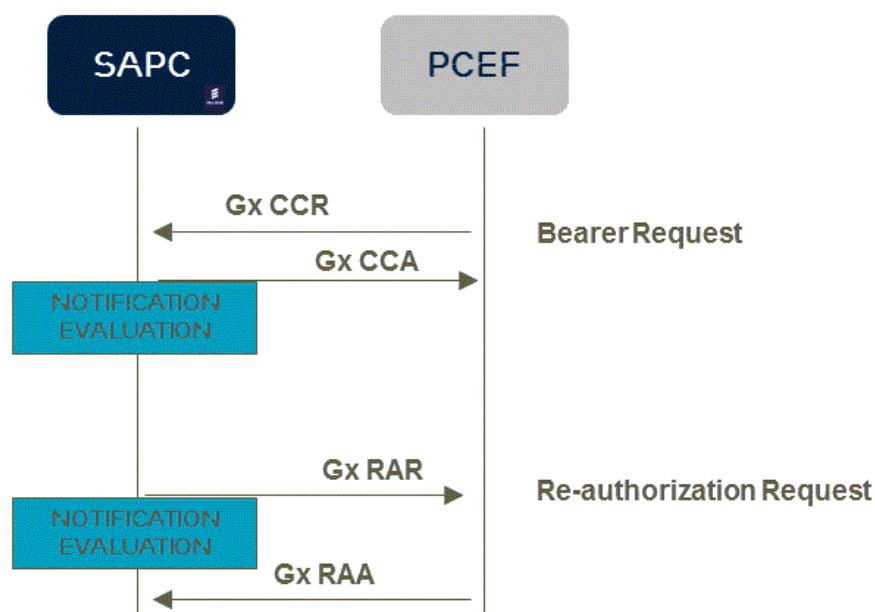 SAPC
PCEF
Gx CCR
Bearer Request
Gx CCA
NOTIFICATION
EVALUATION
Gx RAR
Re-authorization Request
NOTIFICATION
EVALUATION
Gx RAA